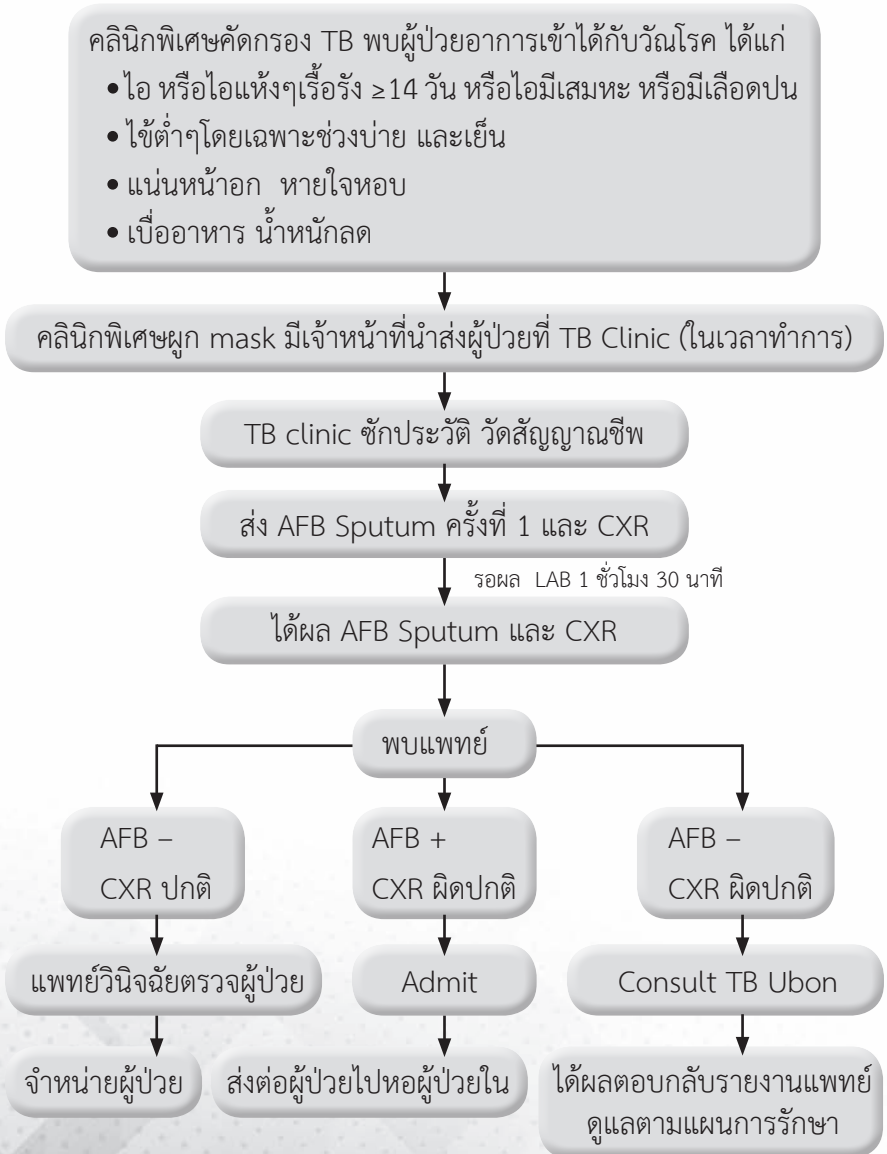 คลินิกพิเศษคัดกรอง TB พบผู้ป่วยอาการเข้าได้กับวัณโรค ได้แก่
• ไอ หรือไอแห้งๆเรื้อรัง ≥14 วัน หรือไอมีเสมหะ หรือมีเลือดปน
• ไข้ต่ำๆโดยเฉพาะช่วงบ่าย และเย็น
• แน่นหน้าอก หายใจหอบ
• เบื่ออาหาร น้ำหนักลด
คลินิกพิเศษผูก mask มีเจ้าหน้าที่นำส่งผู้ป่วยที่ TB Clinic (ในเวลาทำการ)
TB clinic ซักประวัติ วัดสัญญาณชีพ
ส่ง AFB Sputum ครั้งที่ 1 และ CXR
รอผล LAB 1 ชั่วโมง 30 นาที
ได้ผล AFB Sputum และ CXR
พบแพทย์
AFB –
CXR ปกติ
AFB +
CXR ผิดปกติ
AFB –
CXR ผิดปกติ
แพทย์วินิจฉัยตรวจผู้ป่วย
Admit
Consult TB Ubon
จำหน่ายผู้ป่วย
ส่งต่อผู้ป่วยไปหอผู้ป่วยใน
ได้ผลตอบกลับรายงานแพทย์
ดูแลตามแผนการรักษา